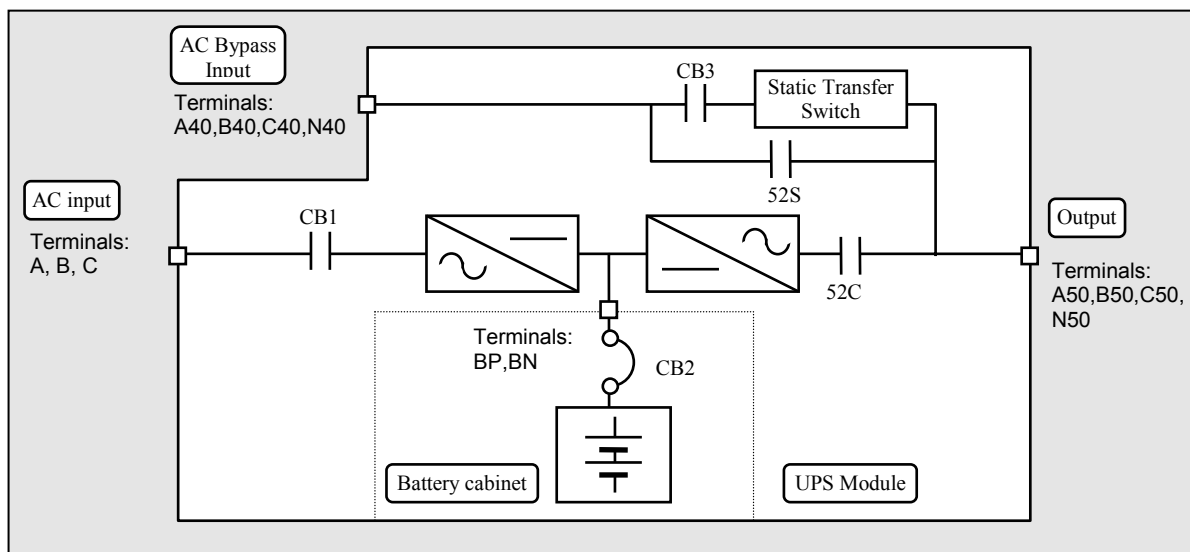 AC Bypass
Input
Terminals:
A40,B40,C40,N40
CB3
Static Transfer
Switch
52S
AC input
Terminals:
A, B, C
CB1
52C
Output
Terminals:
A50,B50,C50,
N50
Terminals:
BP,BN
CB2
Battery cabinet
UPS Module